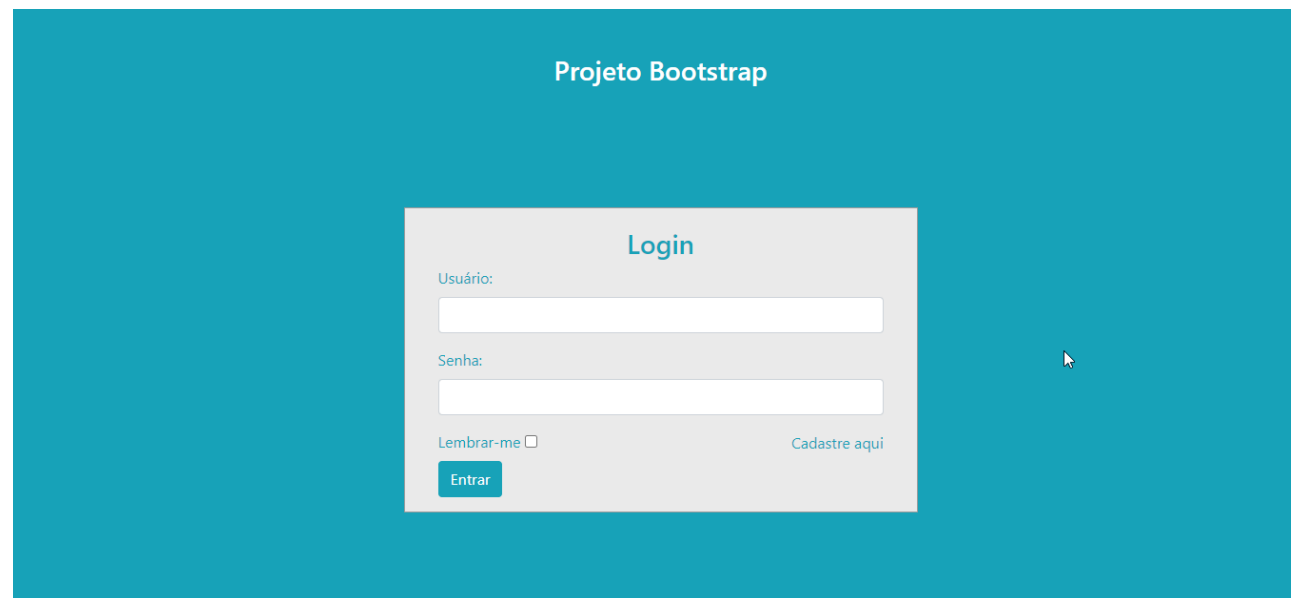 Projeto Bootstrap
Login
Usuário:
Senha:
Lembrar-me Cadastre aqui
Entrar